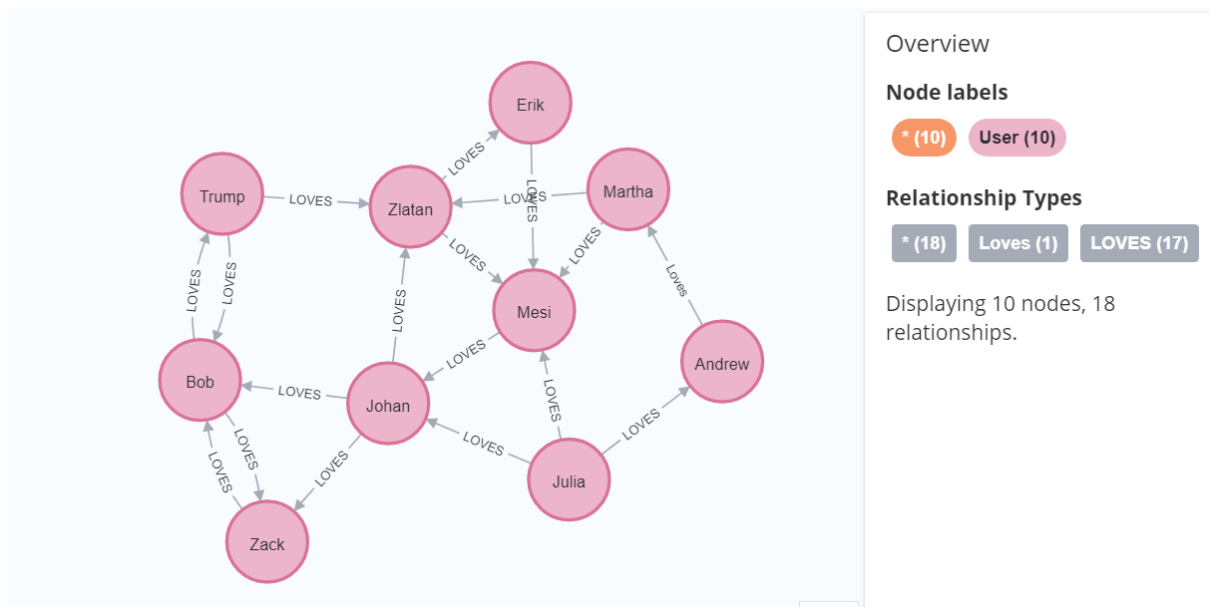 Overview
Node labels
* (10) User (10)
Relationship Types
* (18) Loves (1) LOVES (17)
Displaying 10 nodes, 18
relationships.
Erik
LOVES
Trump
LOVES
Zlatan
LOVES
LOVES
Martha
LOVES
LOVES
LOVES
LOVES
LOVES
LOVES
Mesi
Loves
Andrew
Bob
LOVES
Johan
LOVES
LOVES
LOVES
LOVES
LOVES
LOVES
LOVES
LOVES
Julia
Zack